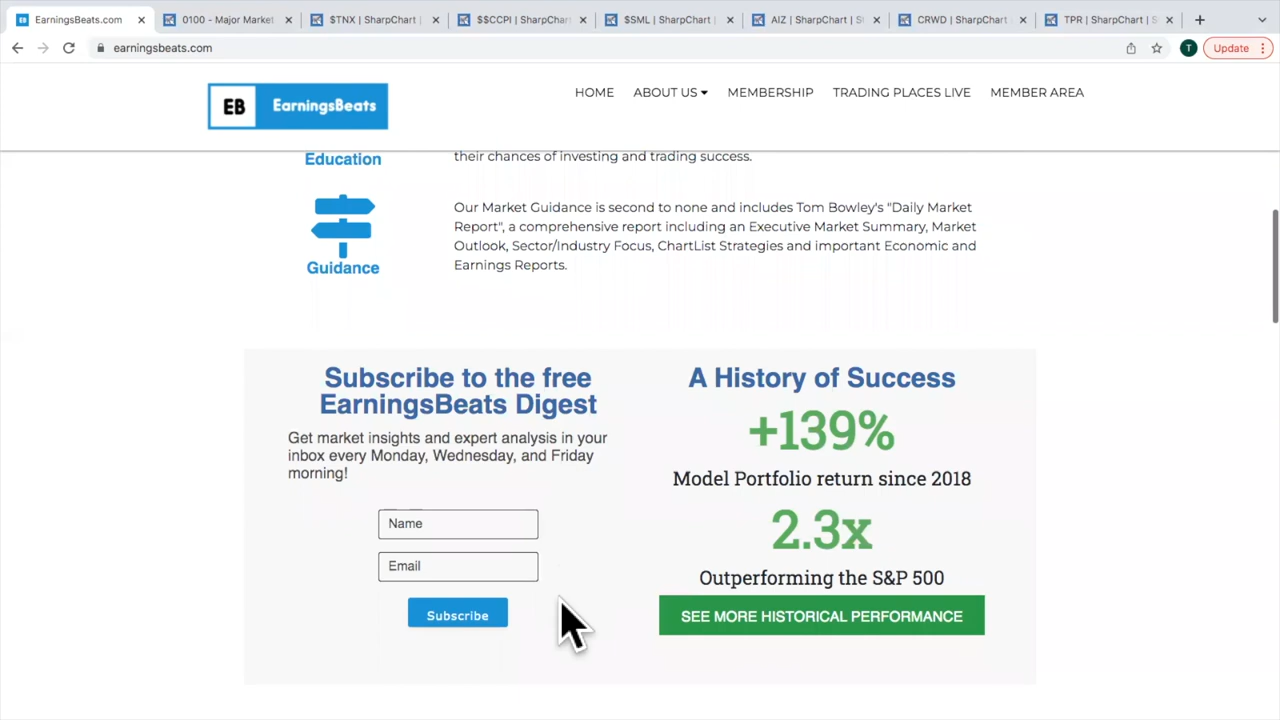 EarningsBeats.com
0100 - Major Market
$TNX | SharpChart
$$CCPI | SharpChart
$SML | SharpChart
AIZ | SharpChart | S
CRWD | SharpChart
TPR | SharpChart | S
earningsbeats.com
T
Update
EB EarningsBeats
HOME ABOUT US MEMBERSHIP TRADING PLACES LIVE MEMBER AREA
Education
their chances of investing and trading success.
Guidance
Our Market Guidance is second to none and includes Tom Bowley's "Daily Market
Report", a comprehensive report including an Executive Market Summary, Market
Outlook, Sector/Industry Focus, ChartList Strategies and important Economic and
Earnings Reports.
Subscribe to the free
EarningsBeats Digest
Get market insights and expert analysis in your
inbox every Monday, Wednesday, and Friday
morning!
Name
Email
Subscribe
A History of Success
+139%
Model Portfolio return since 2018
2.3x
Outperforming the S&P 500
SEE MORE HISTORICAL PERFORMANCE